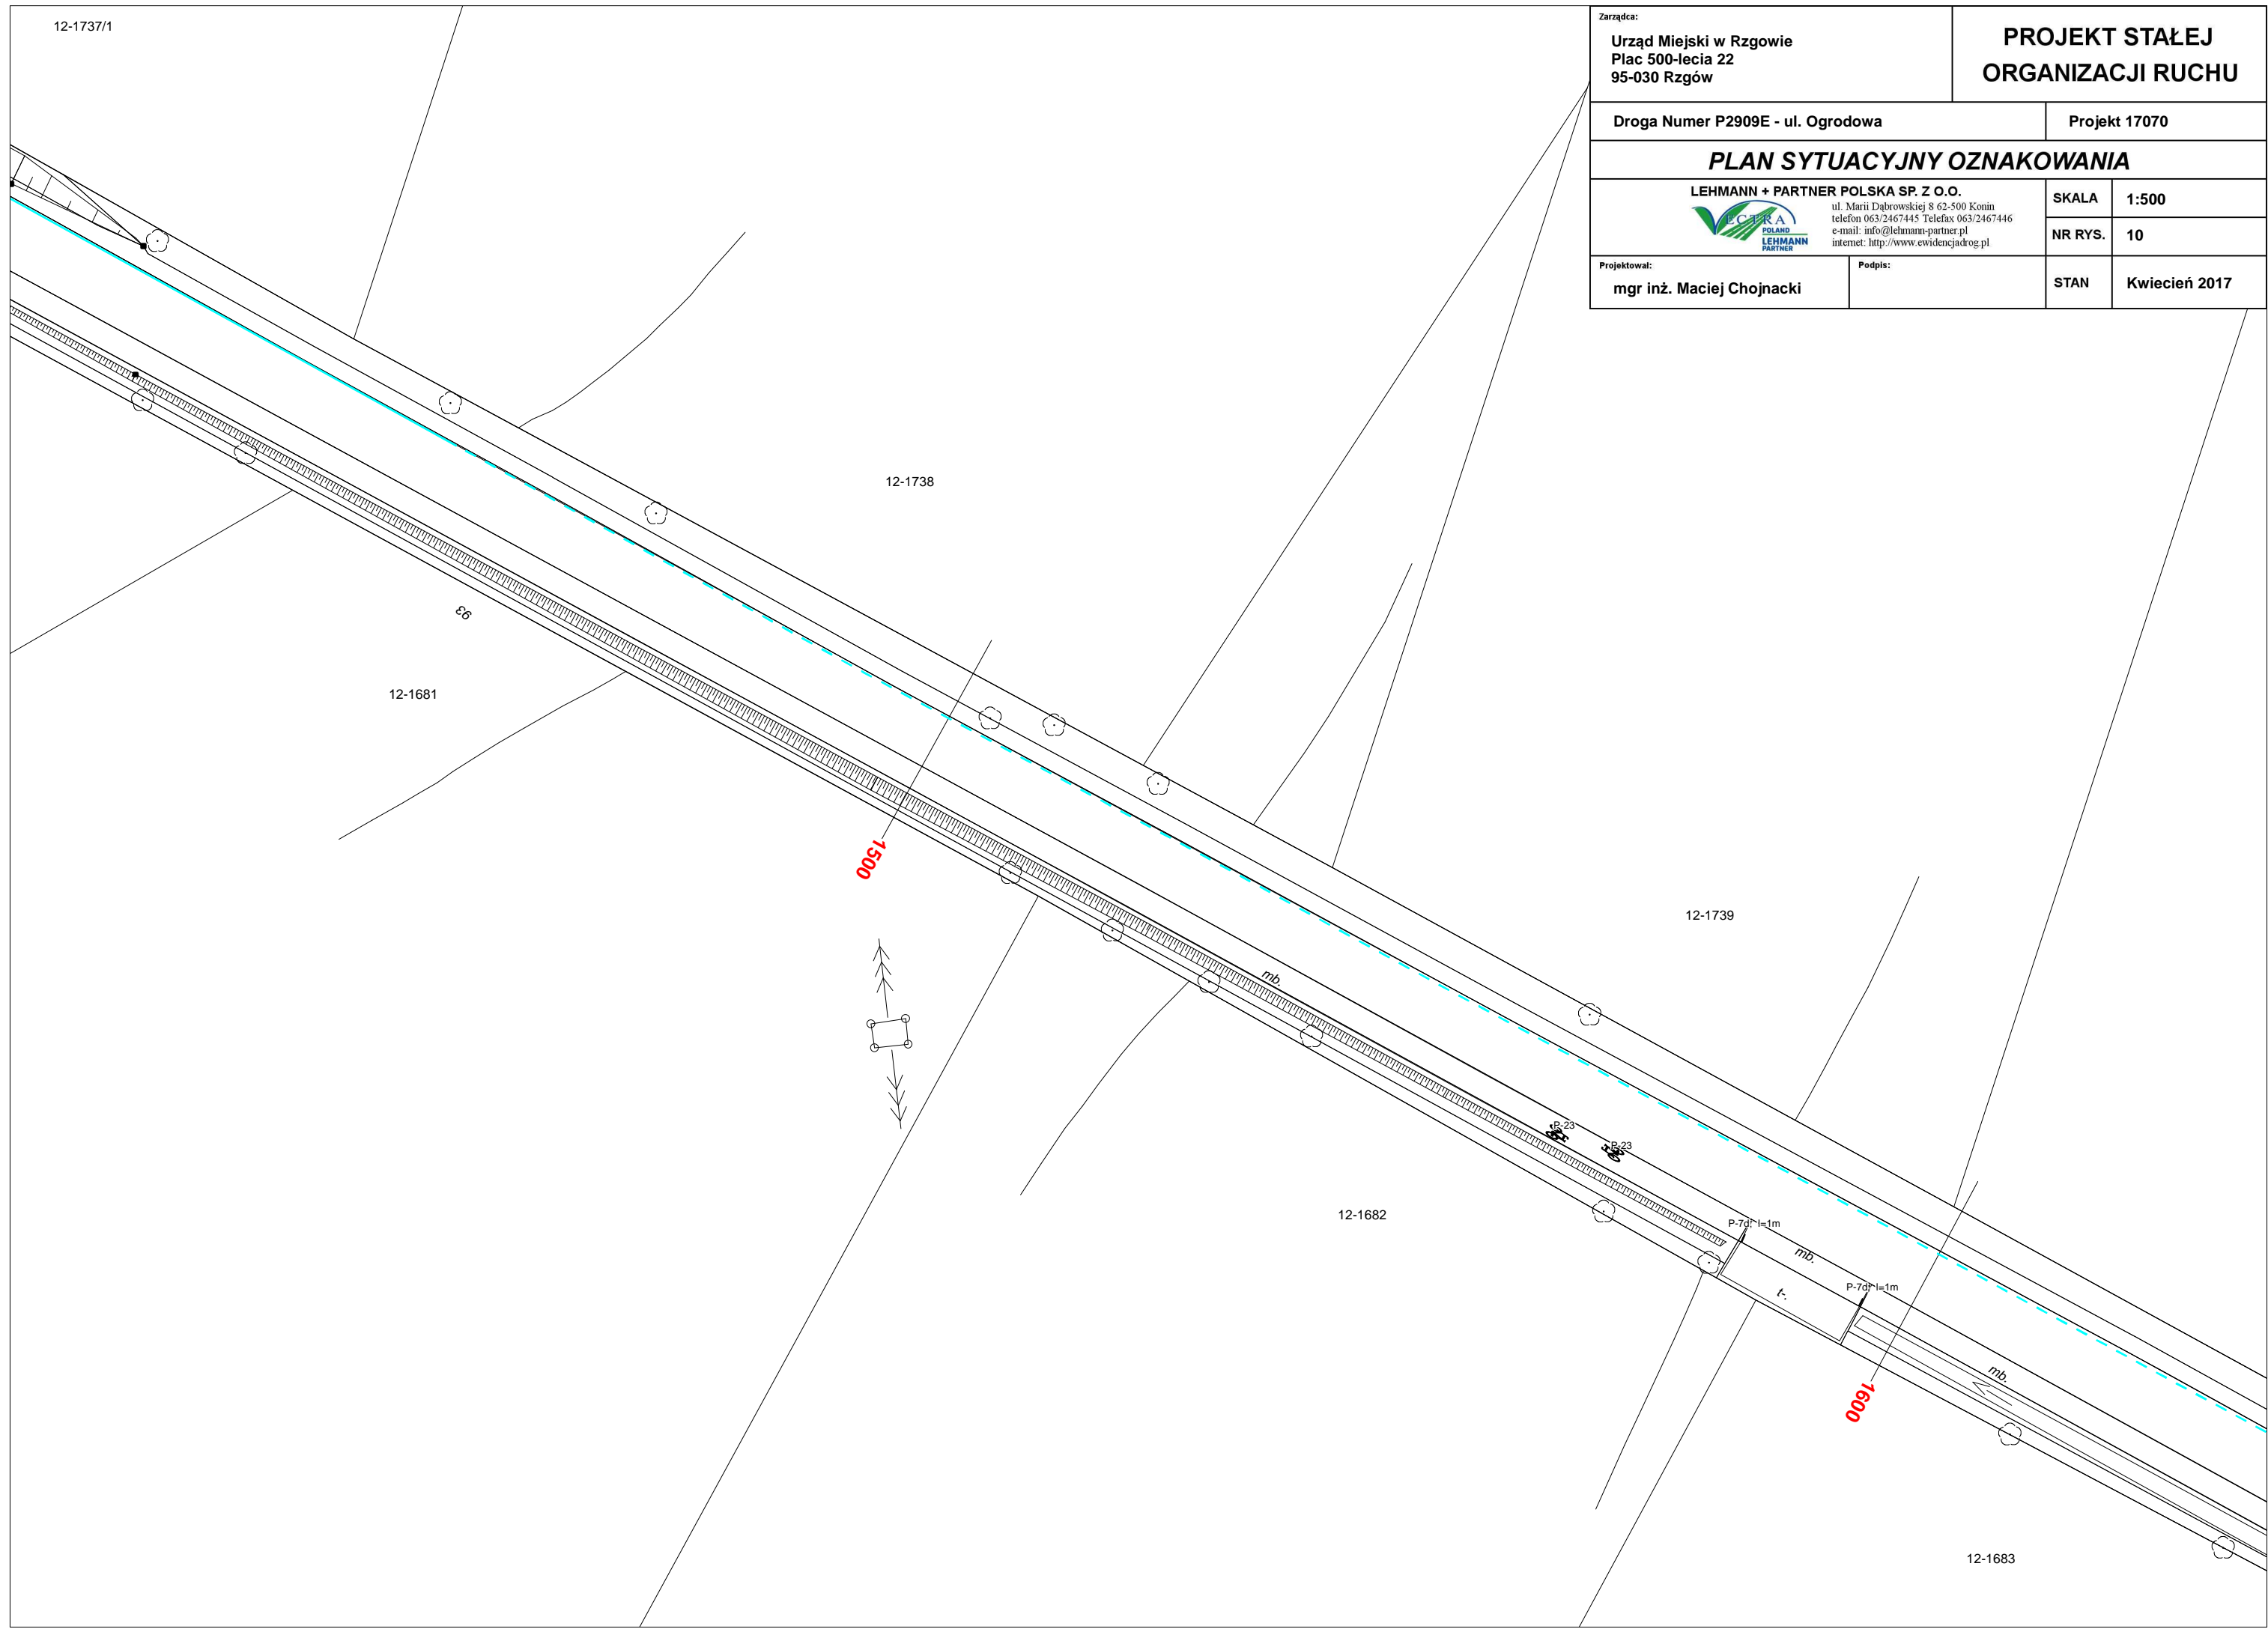 12-1737/1
Zarządca:
Urząd Miejski w Rzgowie
Plac 500-lecia 22
95-030 Rzgów
PROJEKT STAŁEJ
ORGANIZACJI RUCHU
Droga Numer P2909E - ul. Ogrodowa
Projekt 17070
PLAN SYTUACYJNY OZNAKOWANIA
LEHMANN + PARTNER POLSKA SP. Z O.O.
VECTRA
POLAND
LEHMANN
PARTNER
ul. Marii Dąbrowskiej 8 62-500 Konin
telefon 063/2467445 Telefax 063/2467446
e-mail: info@lehmann-partner.pl
internet: http://www.ewidencjadrog.pl
SKALA
1:500
NR RYS.
10
Projektował:
mgr inż. Maciej Chojnacki
Podpis:
STAN
Kwiecień 2017
12-1738
93
12-1681
1500
12-1739
mb.
P-23
P-23
12-1682
P-7d; l=1m
mb.
P-7d; l=1m
t-.
mb.
1600
12-1683